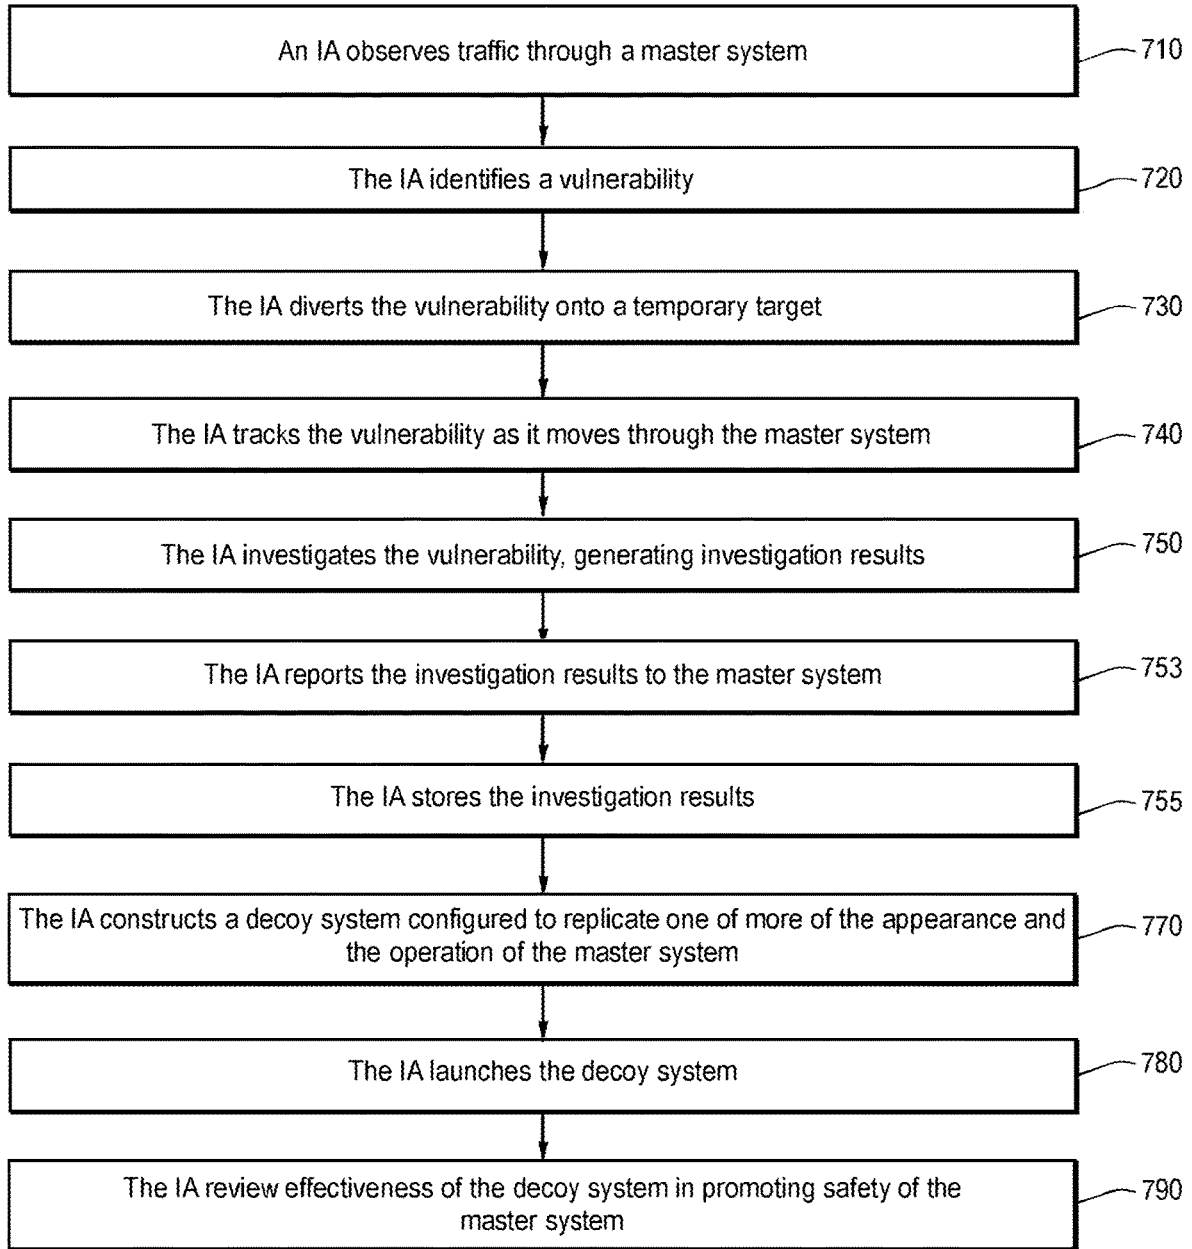 An IA observes traffic through a master system
710
The IA identifies a vulnerability
720
The IA diverts the vulnerability onto a temporary target
730
The IA tracks the vulnerability as it moves through the master system
740
The IA investigates the vulnerability, generating investigation results
750
The IA reports the investigation results to the master system
753
The IA stores the investigation results
755
The IA constructs a decoy system configured to replicate one of more of the appearance and
the operation of the master system
770
The IA launches the decoy system
780
The IA review effectiveness of the decoy system in promoting safety of the
master system
790